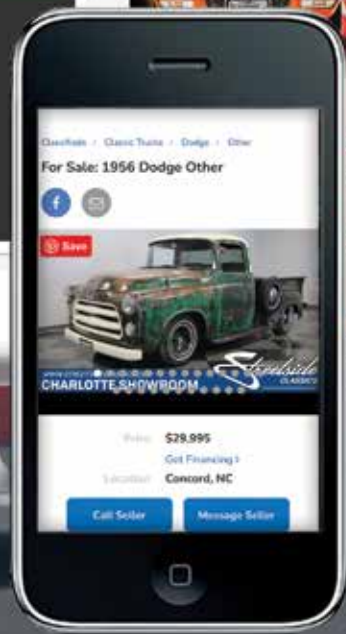 Classifieds / Classic Trucks / Dodge / Other
For Sale: 1956 Dodge Other
f
Save
Streetside
CLASSICS
CHARLOTTE SHOWROOM
Price $29,995
Get Financing >
Location Concord, NC
Call Seller
Message Seller